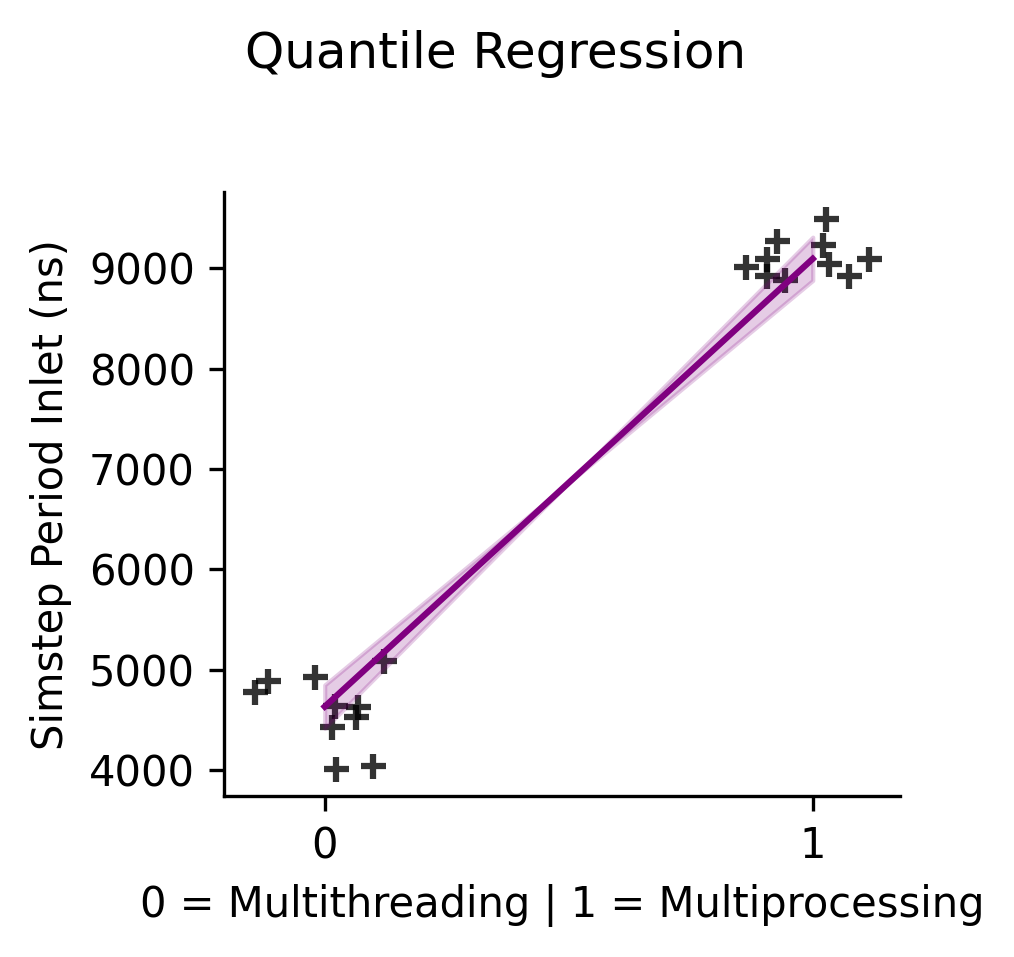 Quantile Regression
Simstep Period Inlet (ns)
9000
8000
7000
6000
5000
4000
0
1
0 = Multithreading | 1 = Multiprocessing